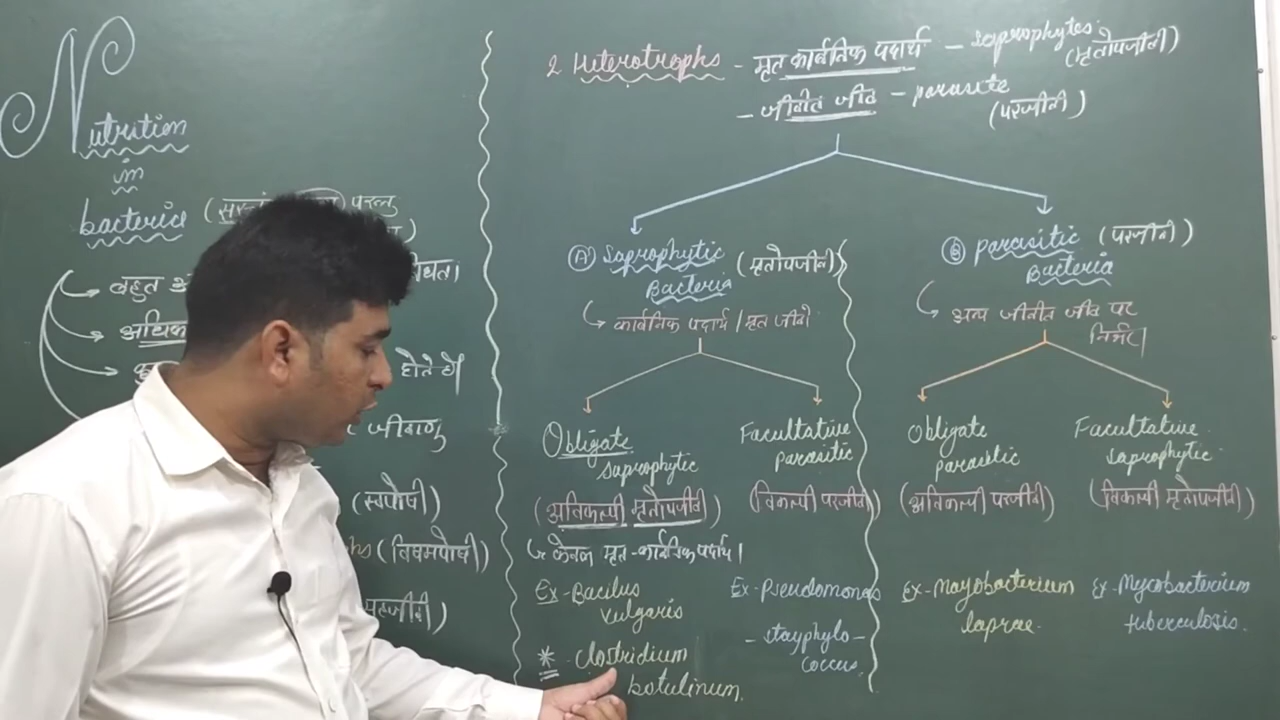 Nutrition
in
bacteria (
परन्तु
बहुत
अधिक
होते हैं
जीवाणु
(स्वपोषी)
(विषमपोषी)
2 Heterotrophs - मृत कार्बनिक पदार्थ - Saprophytes
(मृतोपजीवी)
- जीवित जीव - parasite
(परजीवी)
(A) Saprophytic (मृतोपजीवी)
Bacteria
कार्बनिक पदार्थ / मृत जीवो
Obligate
saprophytic
(अविकल्पी मृतोपजीवी)
केवल मृत-कार्बनिक पदार्थ।
Ex-Bacilus
vulgaris
* - clostridium
botulinum.
Facultative
parasitic
(विकल्पी परजीवी)
Ex-pseudomonas
- stayphylo-
coccus,
(B) parasitic (परजीवी)
Bacteria
अन्य जीवीत जीव पर
निर्भर।
Obligate
parasitic
(अविकल्पी परजीवी)
Ex-mayobacterium
laprae.
Facultative
saprophytic
(विकल्पी मृतोपजीवी)
Ex-Mycobacterium
tuberculosis.